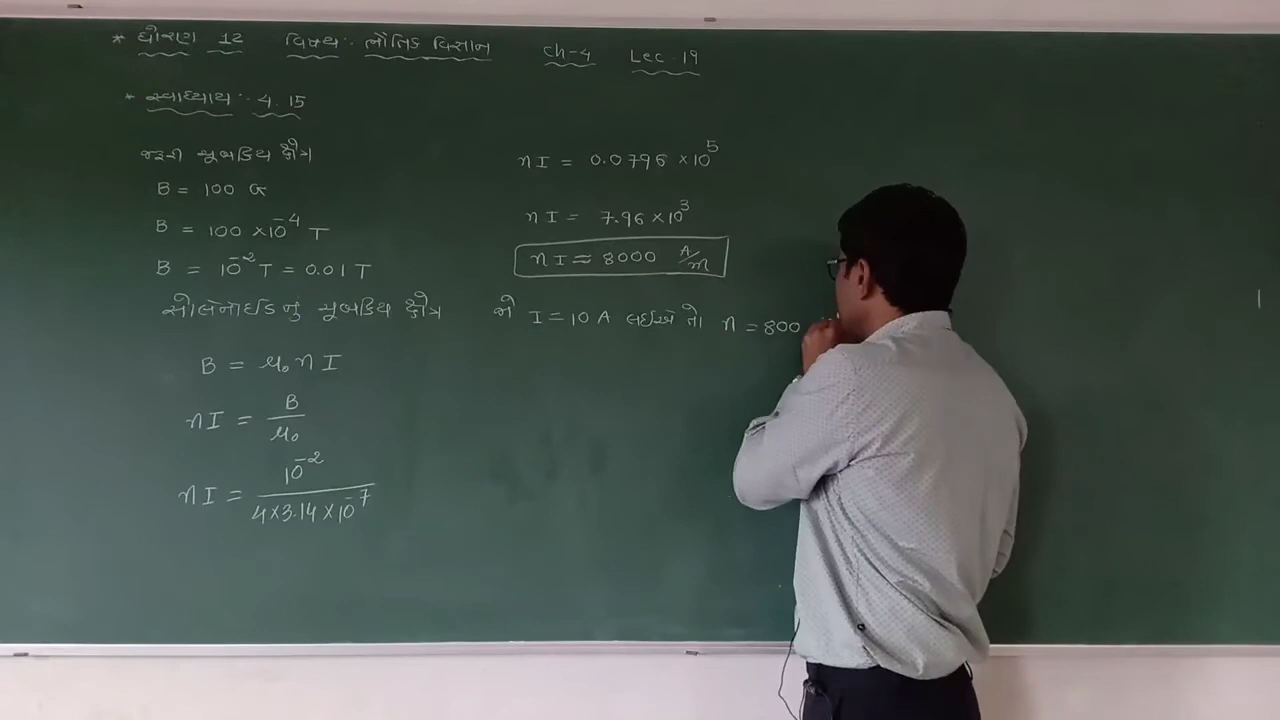 * ધોરણ 12 વિષય :- ભૌતિક વિજ્ઞાન ch-4 Lec-19
* સ્વાધ્યાય :- 4.15
જરૂરી ચુંબકિય ક્ષેત્ર
B = 100 G
B = 100 × 10⁻⁴ T
B = 10⁻² T = 0.01 T
સોલેનોઈડનું ચુંબકિય ક્ષેત્ર
B = μ₀ n I
nI = B / μ₀
nI = 10⁻² / 4×3.14×10⁻⁷
nI = 0.0796 × 10⁵
nI = 7.96 × 10³
nI ≈ 8000 A/m
જો I = 10 A લઈએ તો n = 800